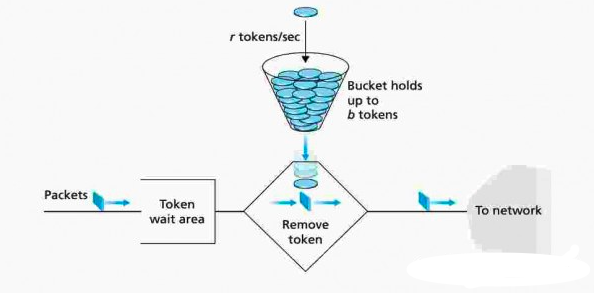 r tokens/sec
Bucket holds
up to
b tokens
Packets
Token
wait area
Remove
token
To network